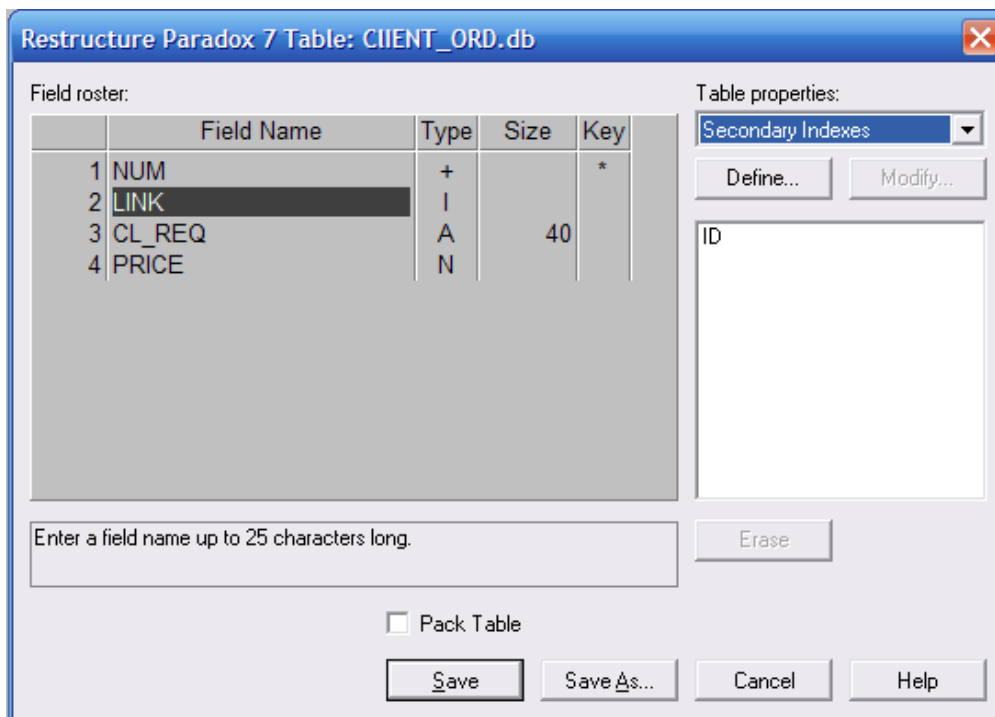 Restructure Paradox 7 Table: ClIENT_ORD.db
Field roster:
Field Name Type Size Key
1 NUM + *
2 LINK I
3 CL_REQ A 40
4 PRICE N
Enter a field name up to 25 characters long.
Table properties:
Secondary Indexes
Define... Modify...
ID
Erase
Pack Table
Save Save As... Cancel Help